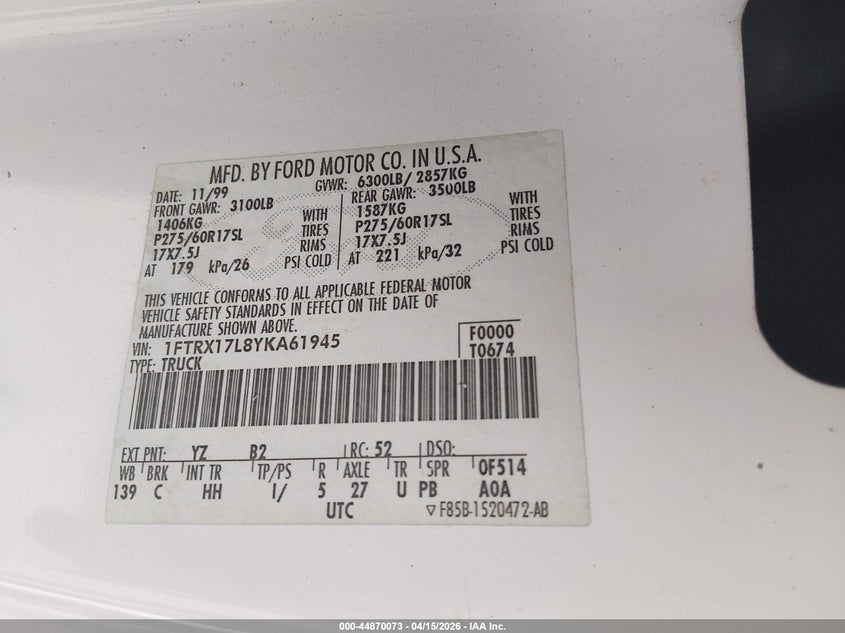 MFD. BY FORD MOTOR CO. IN U.S.A.
DATE: 11/99 GVWR: 6300LB/ 2857KG
FRONT GAWR: 3100LB REAR GAWR: 3500LB
1406KG WITH 1587KG WITH
P275/60R17SL TIRES P275/60R17SL TIRES
17X7.5J RIMS 17X7.5J RIMS
AT 179 kPa/26 PSI COLD AT 221 kPa/32 PSI COLD
THIS VEHICLE CONFORMS TO ALL APPLICABLE FEDERAL MOTOR
VEHICLE SAFETY STANDARDS IN EFFECT ON THE DATE OF
MANUFACTURE SHOWN ABOVE.
VIN: 1FTRX17L8YKA61945 F0000
TYPE: TRUCK T0674
EXT PNT: YZ B2 RC: 52 DSO:
WB BRK INT TR TP/PS R AXLE TR SPR 0F514
139 C HH I/ 5 27 U PB A0A
UTC F85B-1520472-AB
000-44870073 - 04/15/2026 - IAA Inc.